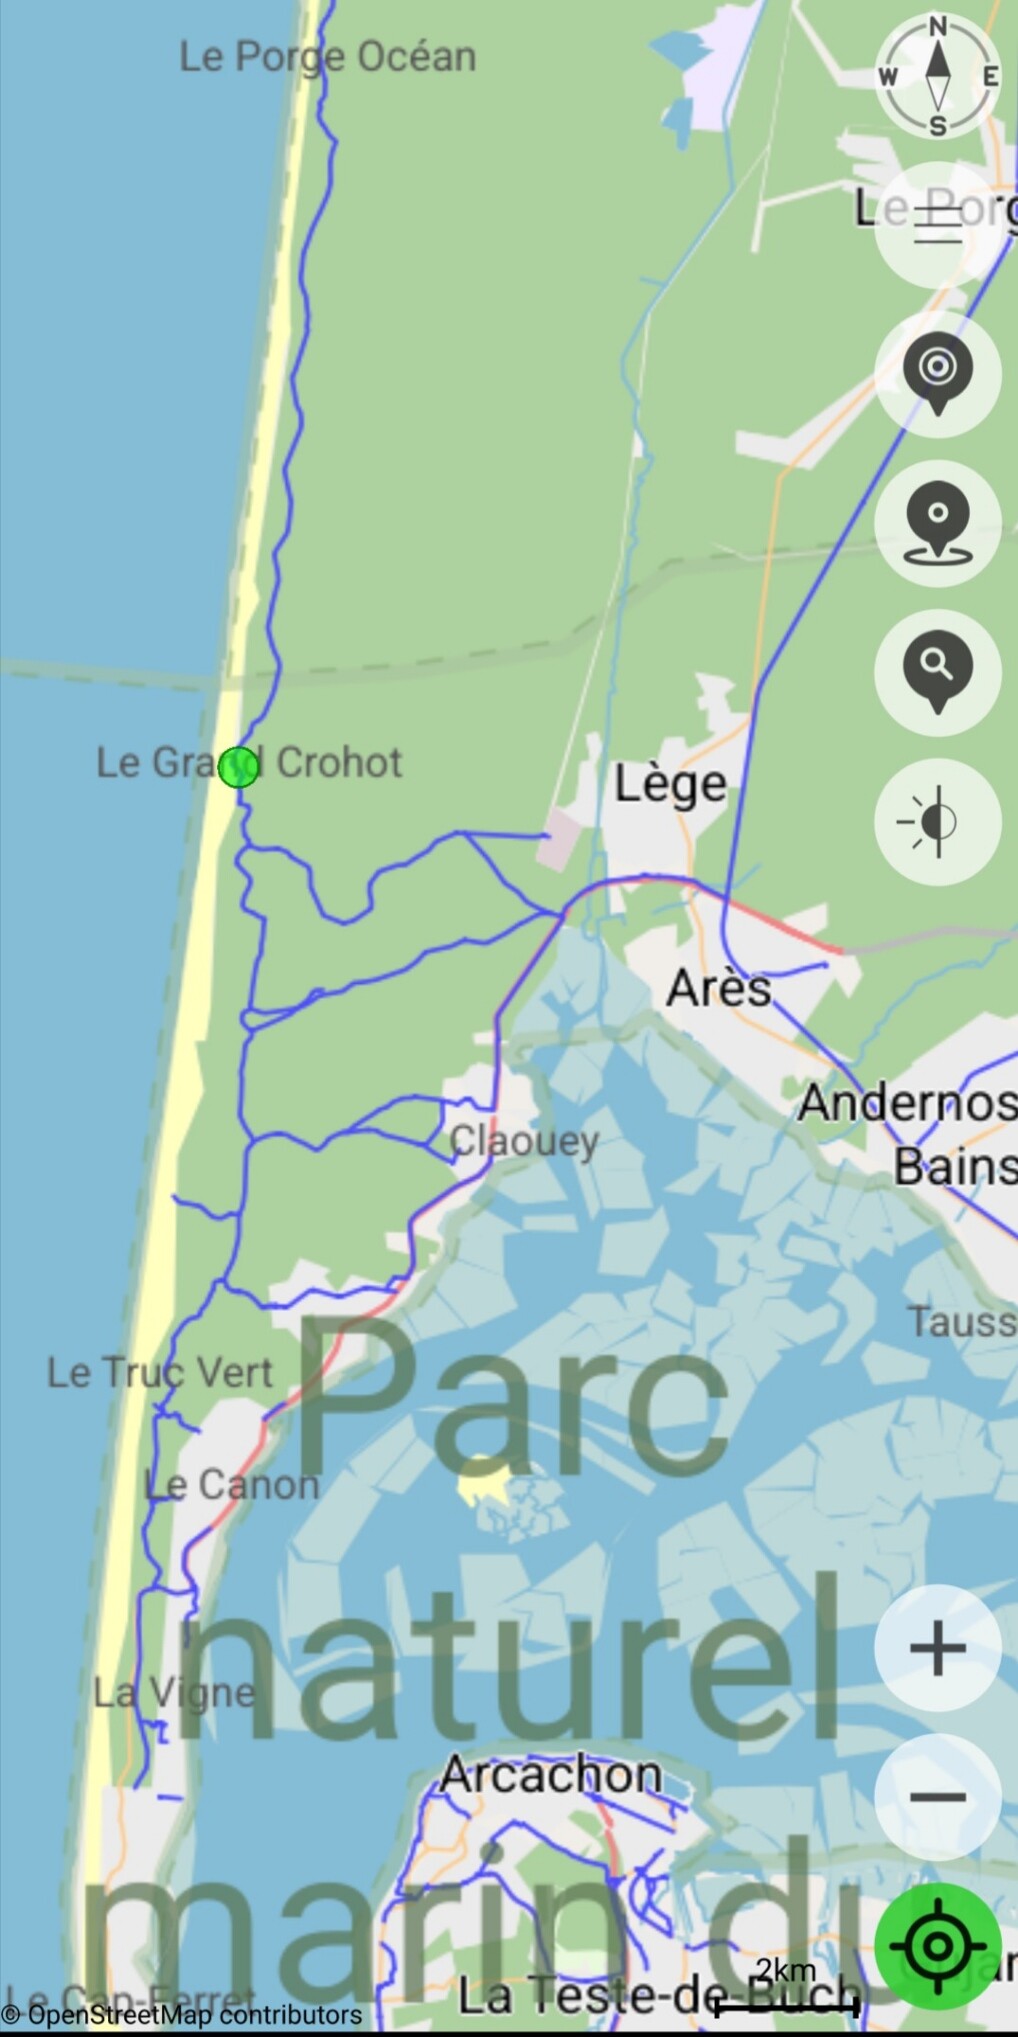 Le Porge Océan
N
W E
S
Le Porg
Le Grand Crohot
Lège
Arès
Andernos
Bains
Claouey
Tauss
Le Truc Vert
Parc
Le Canon
naturel
La Vigne
Arcachon
marin du
2km
La Teste-de-Buch
Le Cap-Ferret
© OpenStreetMap contributors